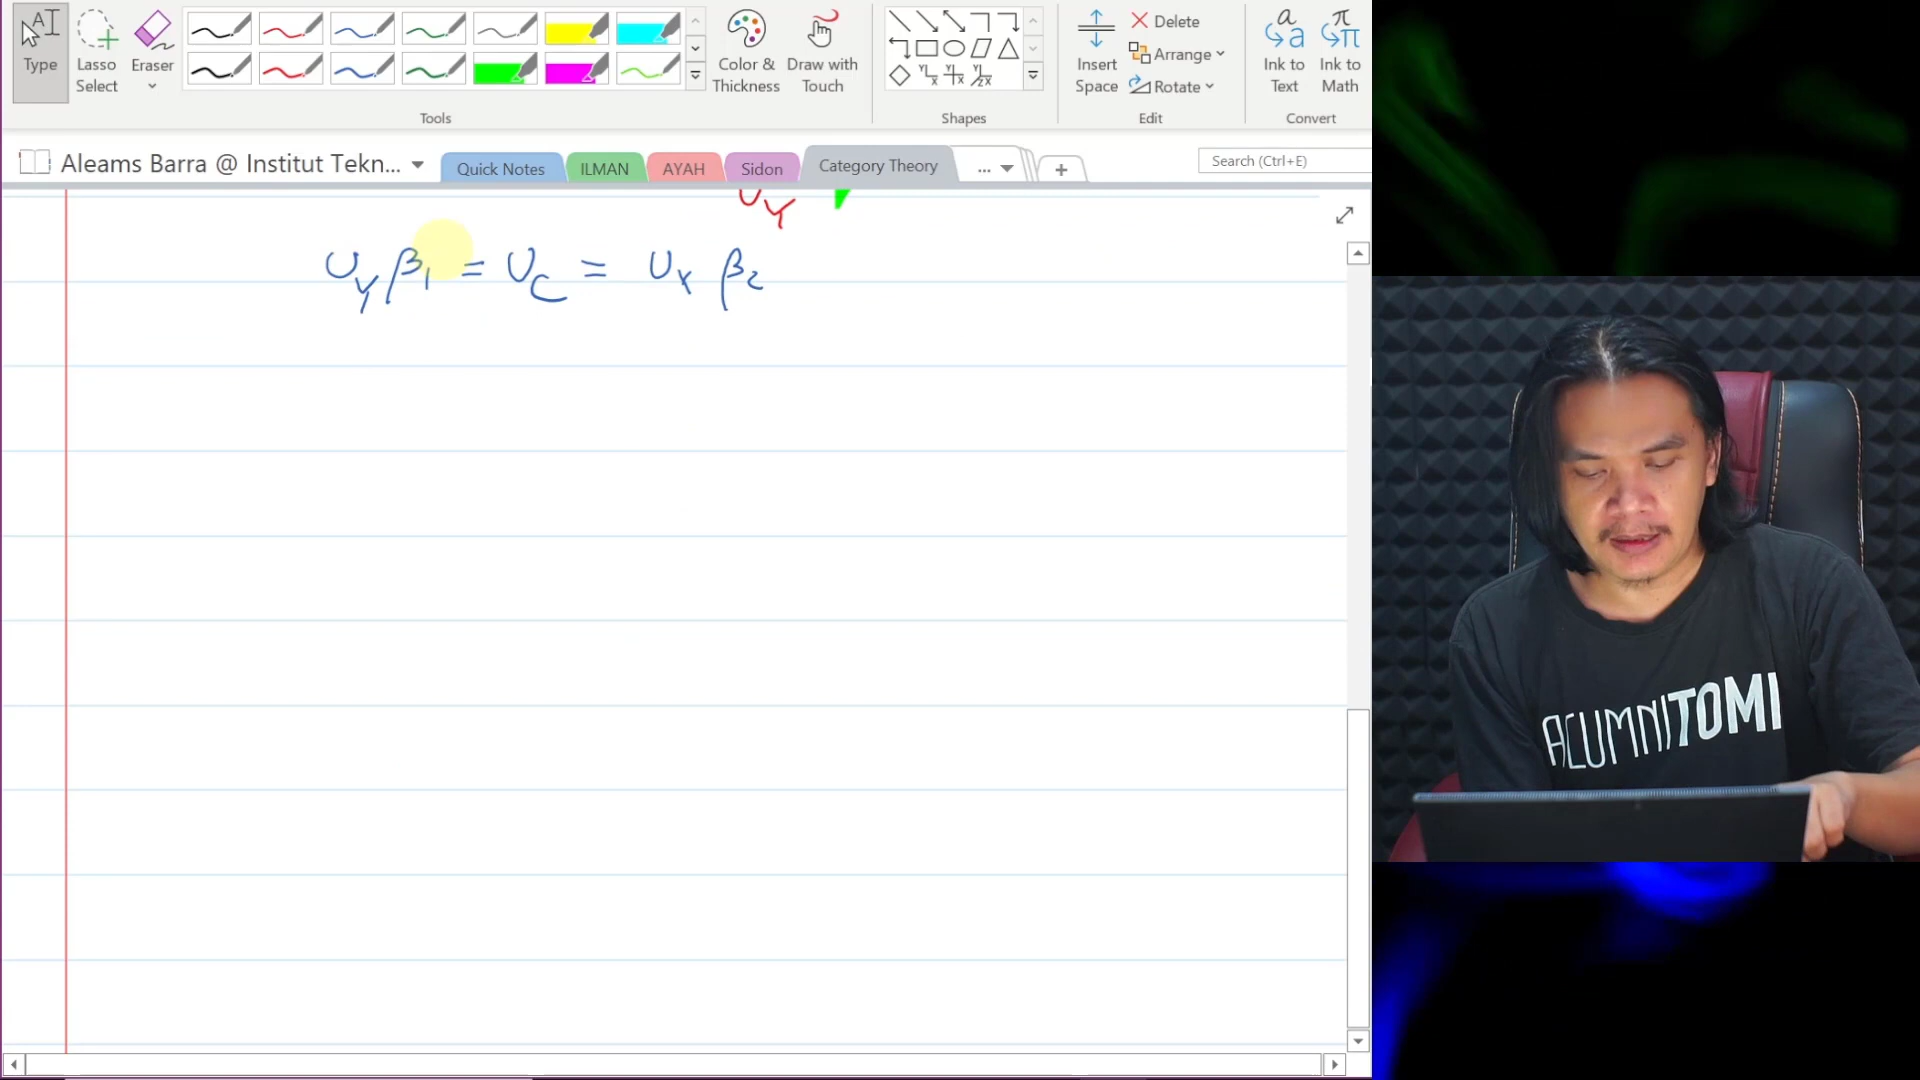 Type
Lasso Select
Eraser
Color & Thickness
Draw with Touch
Insert Space
Delete
Arrange
Rotate
Ink to Text
Ink to Math
Tools
Shapes
Edit
Convert
Aleams Barra @ Institut Tekn...
Quick Notes
ILMAN
AYAH
Sidon
Category Theory
...
+
Search (Ctrl+E)
U_Y
U_Y β_1 = U_C = U_X β_2
ALUMNITOMI